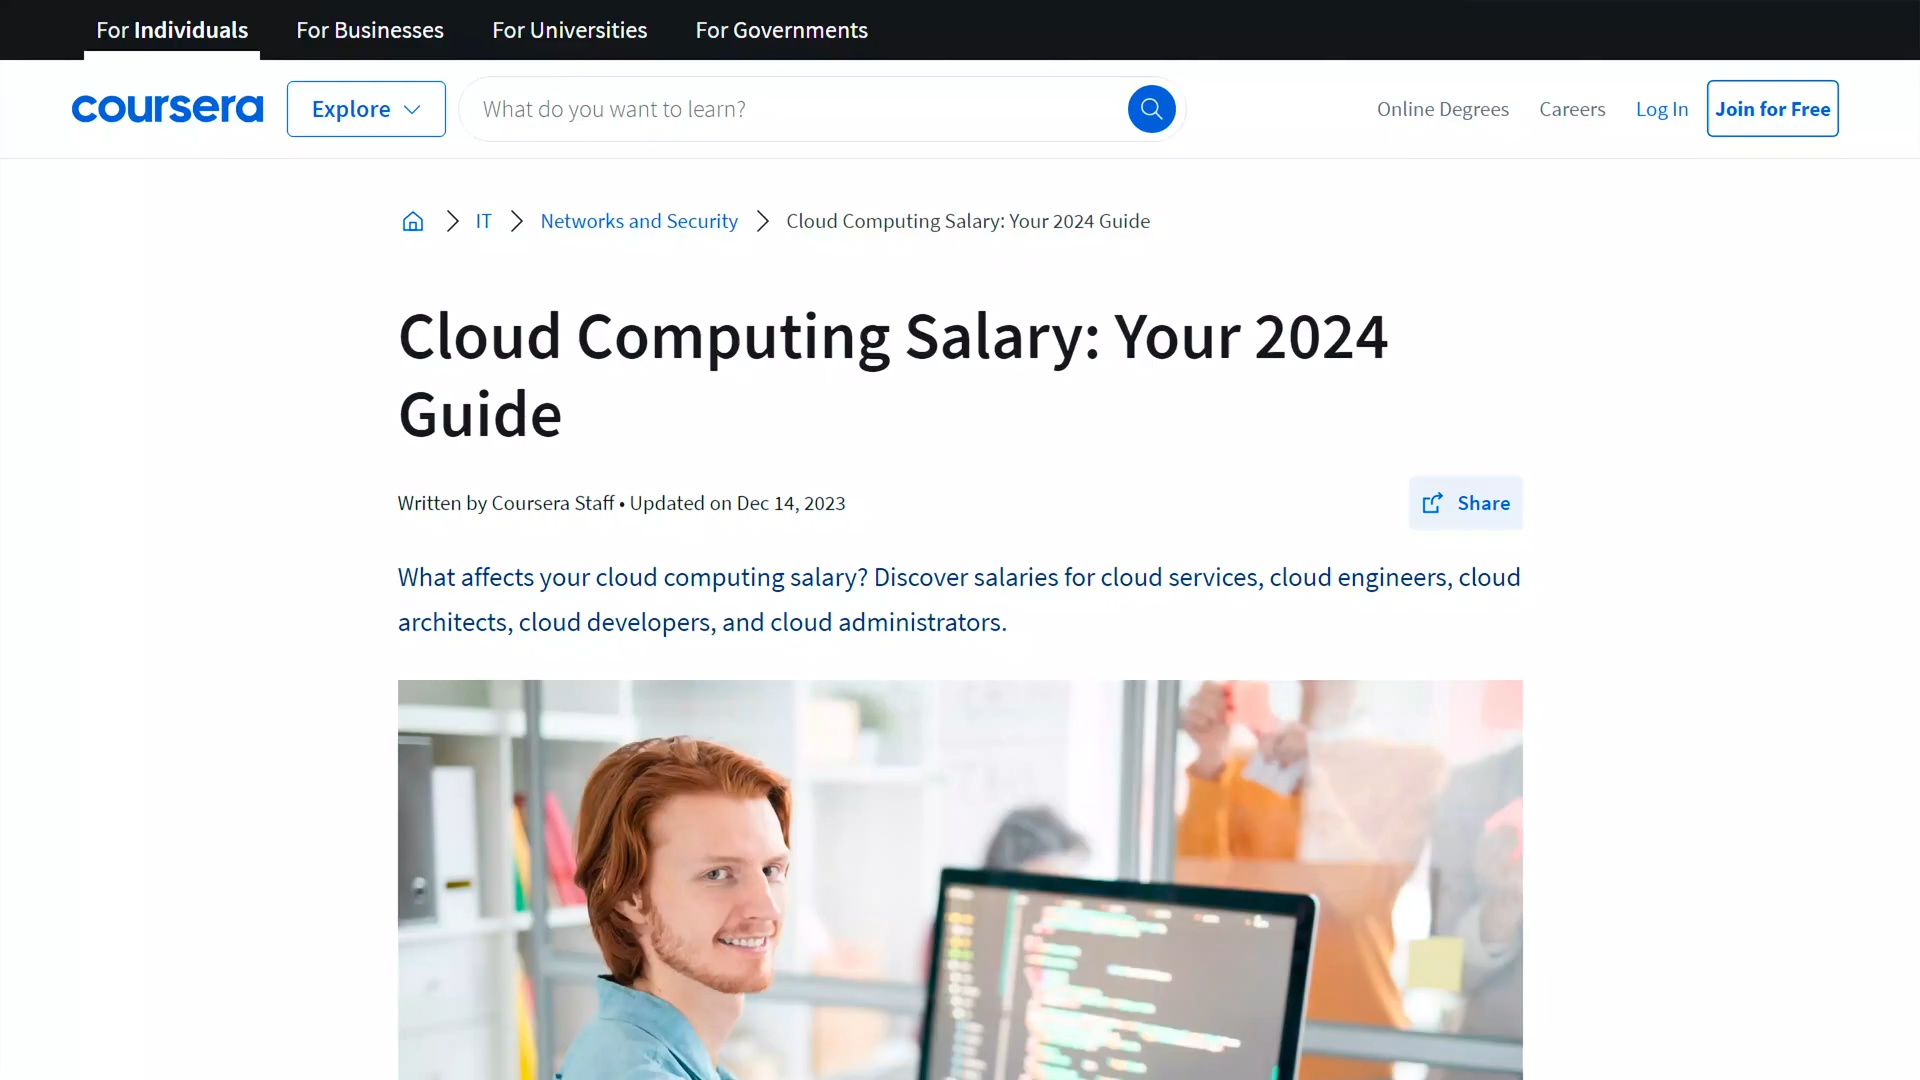 For Individuals For Businesses For Universities For Governments
coursera Explore What do you want to learn? Online Degrees Careers Log In Join for Free
IT Networks and Security Cloud Computing Salary: Your 2024 Guide
Cloud Computing Salary: Your 2024
Guide
Written by Coursera Staff • Updated on Dec 14, 2023 Share
What affects your cloud computing salary? Discover salaries for cloud services, cloud engineers, cloud
architects, cloud developers, and cloud administrators.